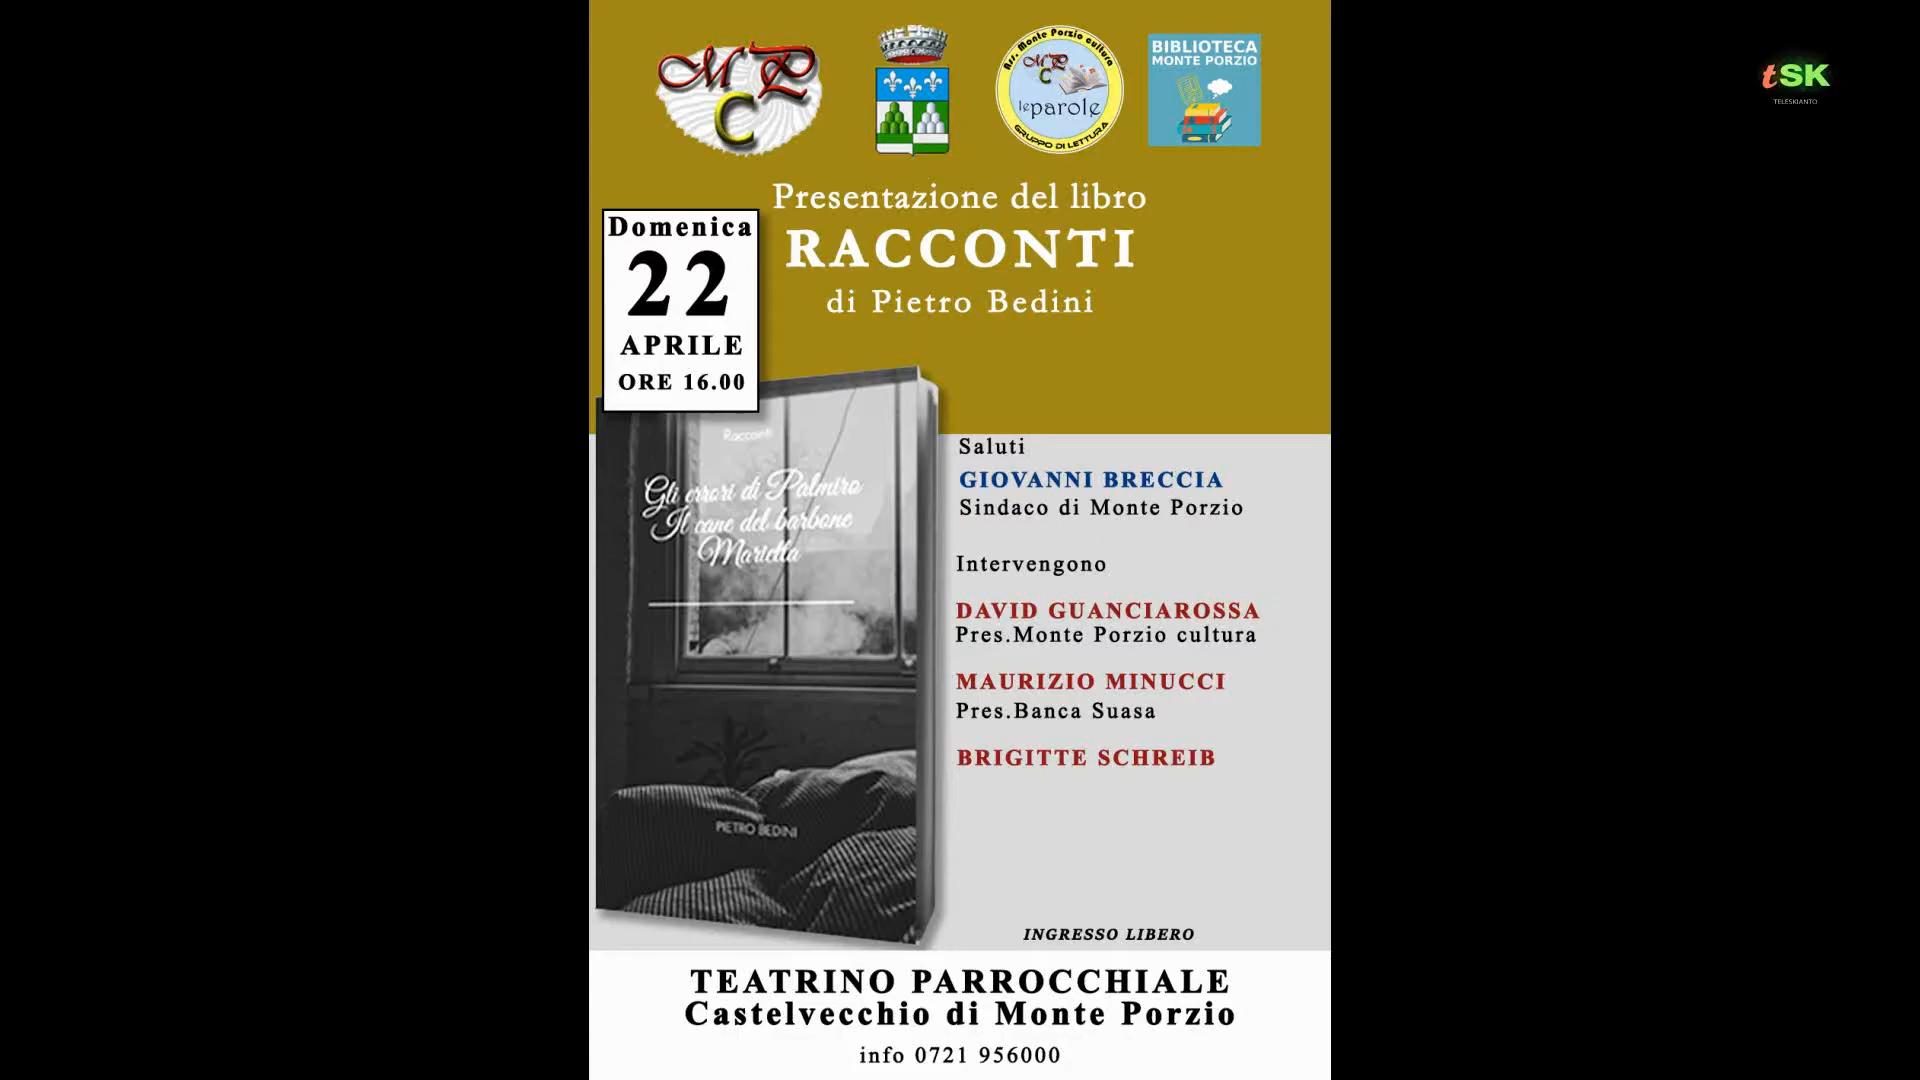 MPC
Ass. Monte Porzio cultura
MPC
le parole
GRUPPO DI LETTURA
BIBLIOTECA
MONTE PORZIO
tSK
TELESKIANTO
Presentazione del libro
RACCONTI
di Pietro Bedini
Domenica
22
APRILE
ORE 16.00
Racconti
Gli errori di Palmiro
Il cane del barbone
Mariella
PIETRO BEDINI
Saluti
GIOVANNI BRECCIA
Sindaco di Monte Porzio
Intervengono
DAVID GUANCIAROSSA
Pres.Monte Porzio cultura
MAURIZIO MINUCCI
Pres.Banca Suasa
BRIGITTE SCHREIB
INGRESSO LIBERO
TEATRINO PARROCCHIALE
Castelvecchio di Monte Porzio
info 0721 956000